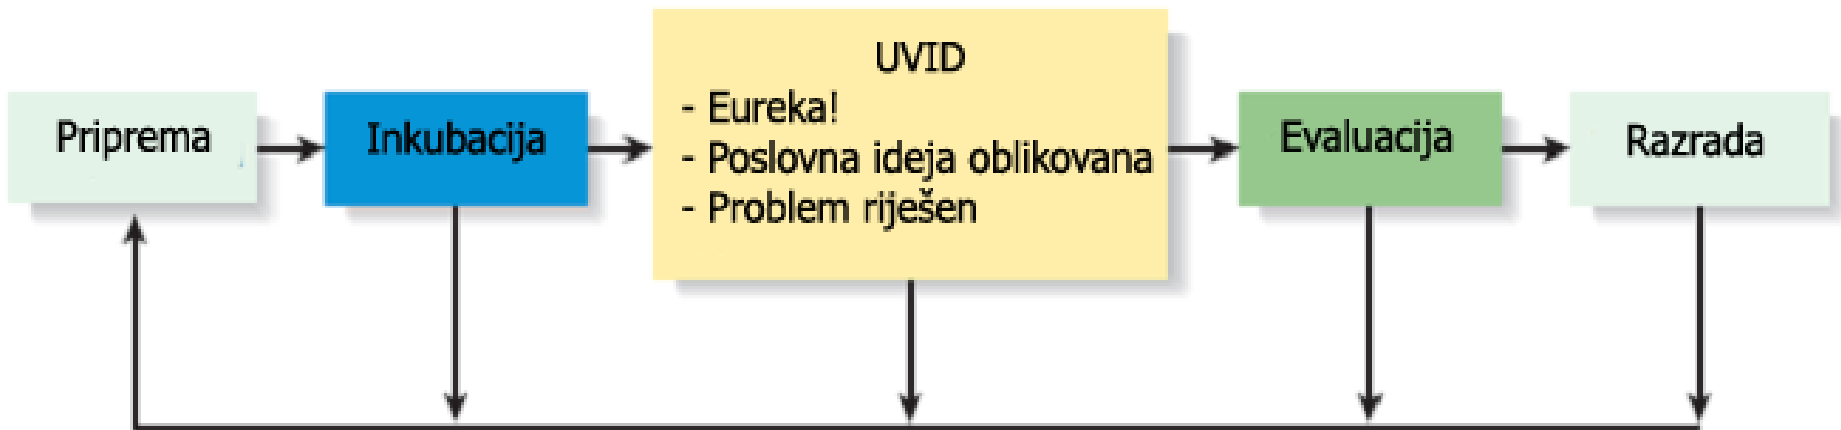 Priprema
Inkubacija
UVID
- Eureka!
- Poslovna ideja oblikovana
- Problem riješen
Evaluacija
Razrada